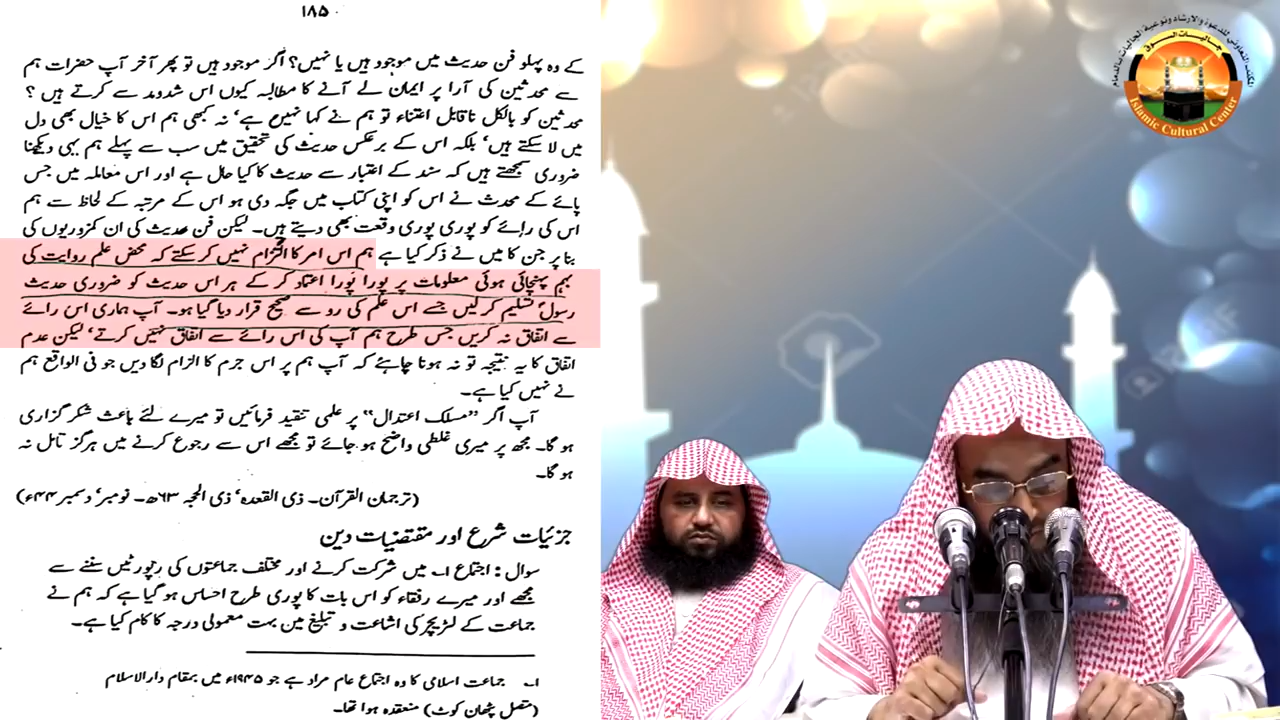 ۱۸۵
کے وہ پہلو فن حدیث میں موجود ہیں یا نہیں؟ اگر موجود ہیں تو پھر آخر آپ حضرات ہم
سے محدثین کی آرا پر ایمان لے آنے کا مطالبہ کیوں اس شدومد سے کرتے ہیں ؟
محدثین کو بالکل ناقابل اعتناء تو ہم نے کہا نہیں ہے‘ نہ کبھی ہم اس کا خیال بھی دل
میں لا سکتے ہیں‘ بلکہ اس کے برعکس حدیث کی تحقیق میں سب سے پہلے ہم یہی دیکھنا
ضروری سمجھتے ہیں کہ سند کے اعتبار سے حدیث کا کیا حال ہے اور اس معاملہ میں جس
پائے کے محدث نے اس کو اپنی کتاب میں جگہ دی ہو اس کے مرتبہ کے لحاظ سے ہم
اس کی رائے کو پوری پوری وقعت بھی دیتے ہیں۔ لیکن فن حدیث کی ان کمزوریوں کی
بنا پر جن کا میں نے ذکر کیا ہے ہم اس امر کا التزام نہیں کر سکتے کہ محض علم روایت کی
بہم پہنچائی ہوئی معلومات پر پورا پورا اعتماد کر کے ہر اس حدیث کو ضروری حدیث
رسول تسلیم کر لیں جسے اس علم کی رو سے صحیح قرار دیا گیا ہو۔ آپ ہماری اس رائے
سے اتفاق نہ کریں جس طرح ہم آپ کی اس رائے سے اتفاق نہیں کرتے‘ لیکن عدم
اتفاق کا یہ نتیجہ تو نہ ہونا چاہئے کہ آپ ہم پر اس جرم کا الزام لگا دیں جو فی الواقع ہم
نے نہیں کیا ہے۔
آپ اگر “مسلک اعتدال” پر علمی تنقید فرمائیں تو میرے لئے باعث شکر گزاری
ہو گا۔ مجھ پر میری غلطی واضح ہو جائے تو مجھے اس سے رجوع کرنے میں ہرگز تامل نہ
ہو گا۔
(ترجمان القرآن۔ ذی القعدہ‘ ذی الحجہ ۶۳ھ۔ نومبر‘ دسمبر ۴۴ء)
جزئیات شرع اور مقتضیات دین
سوال : اجتماع ا؎ میں شرکت کرنے اور مختلف جماعتوں کی رپورٹیں سننے سے
مجھے اور میرے رفقاء کو اس بات کا پوری طرح احساس ہو گیا ہے کہ ہم نے
جماعت کے لٹریچر کی اشاعت و تبلیغ میں بہت معمولی درجہ کا کام کیا ہے۔
ا؎ جماعت اسلامی کا وہ اجتماع عام مراد ہے جو ۱۹۴۵ء میں بمقام دارالاسلام
(متصل پٹھان کوٹ) منعقدہ ہوا تھا۔
المكتب التعاوني للدعوة والإرشاد وتوعية الجاليات بالدمام
جاليات السوق
Islamic Cultural Center